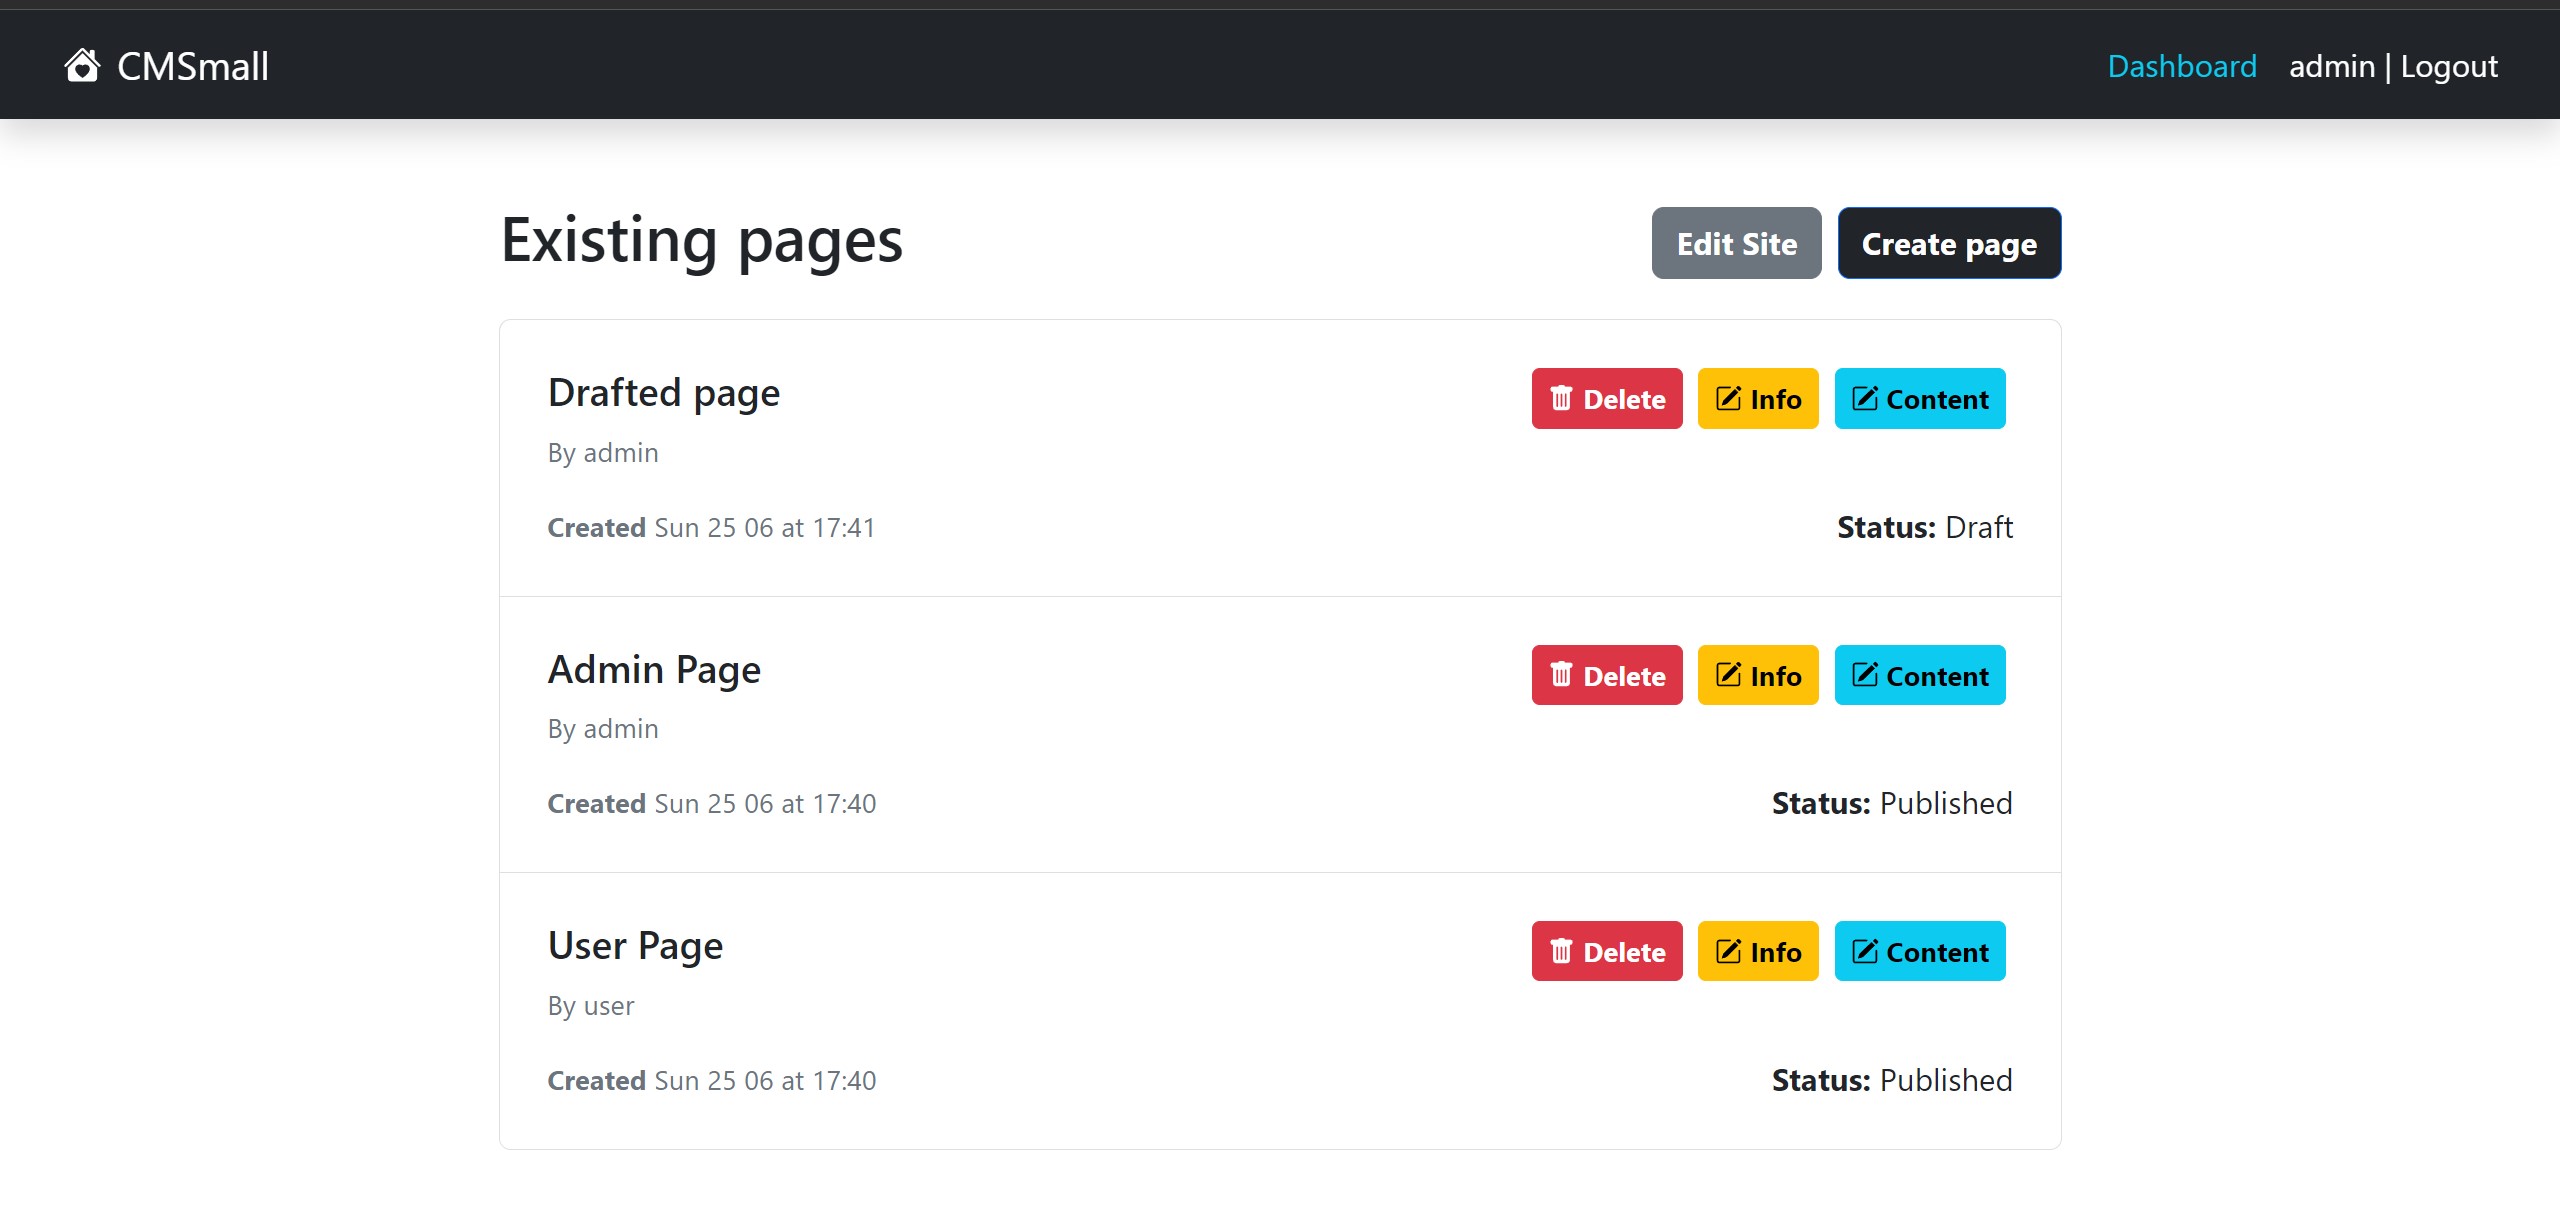 CMSmall
Dashboard admin | Logout
Existing pages
Edit Site
Create page
Drafted page
Delete
Info
Content
By admin
Created Sun 25 06 at 17:41
Status: Draft
Admin Page
Delete
Info
Content
By admin
Created Sun 25 06 at 17:40
Status: Published
User Page
Delete
Info
Content
By user
Created Sun 25 06 at 17:40
Status: Published